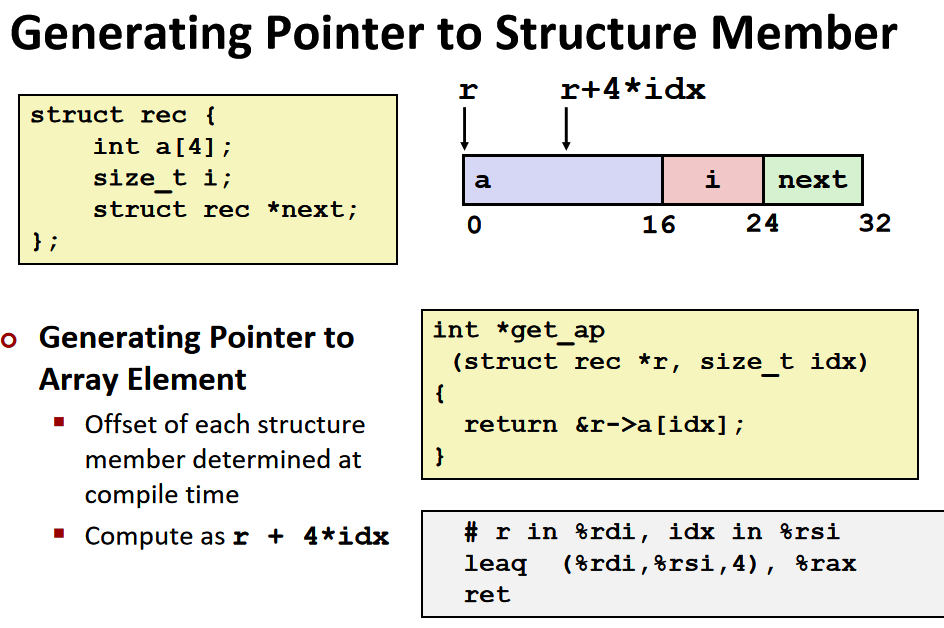 Generating Pointer to Structure Member
struct rec {
    int a[4];
    size_t i;
    struct rec *next;
};
r
r+4*idx
a
i
next
0
16
24
32
Generating Pointer to
Array Element
Offset of each structure
member determined at
compile time
Compute as r + 4*idx
int *get_ap
 (struct rec *r, size_t idx)
{
  return &r->a[idx];
}
# r in %rdi, idx in %rsi
leaq  (%rdi,%rsi,4), %rax
ret